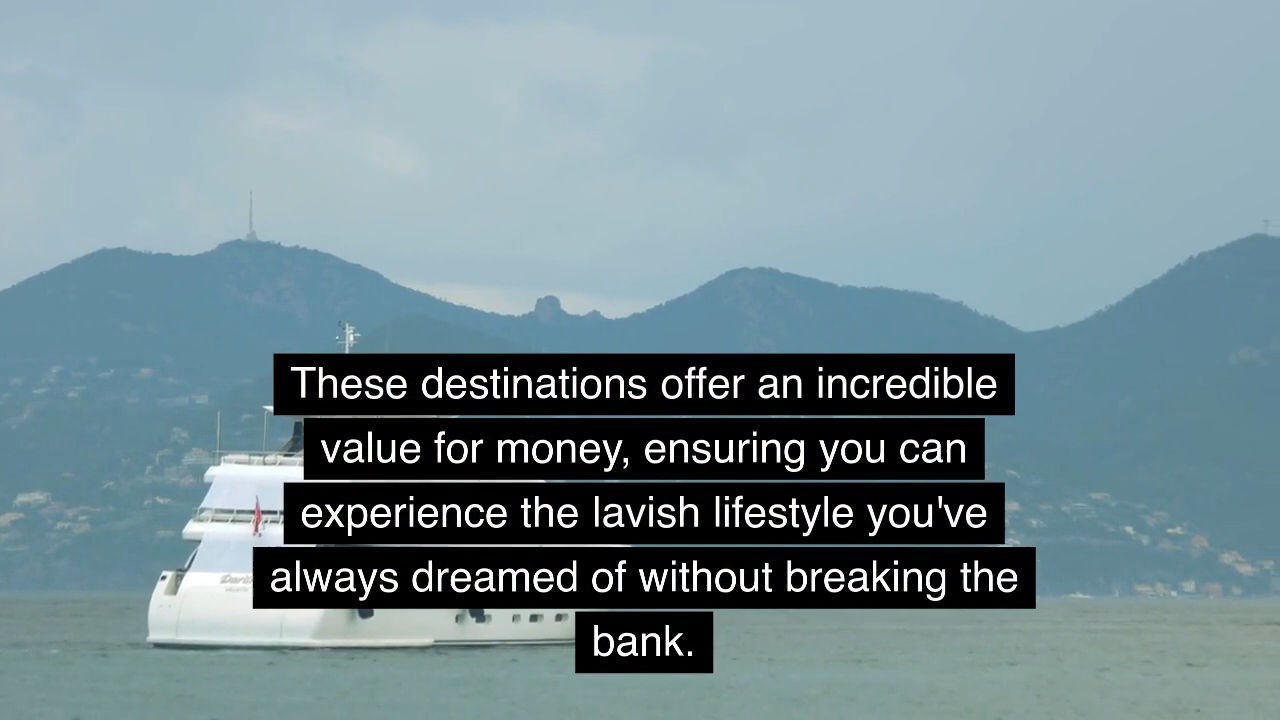 These destinations offer an incredible
value for money, ensuring you can
experience the lavish lifestyle you've
always dreamed of without breaking the
bank.